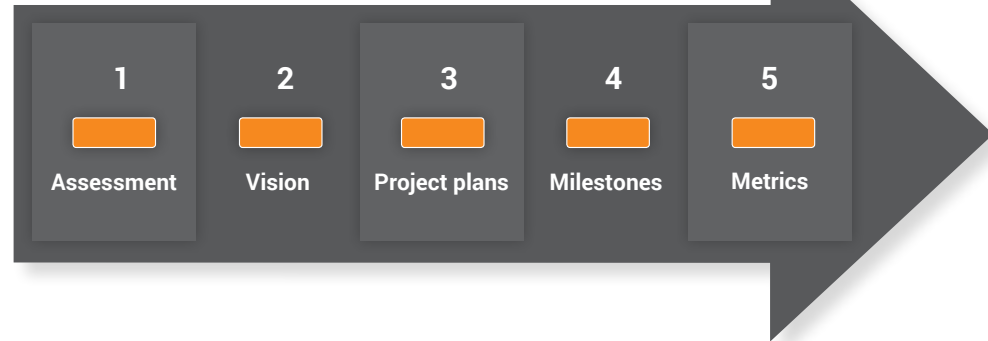 1
Assessment
2
Vision
3
Project plans
4
Milestones
5
Metrics